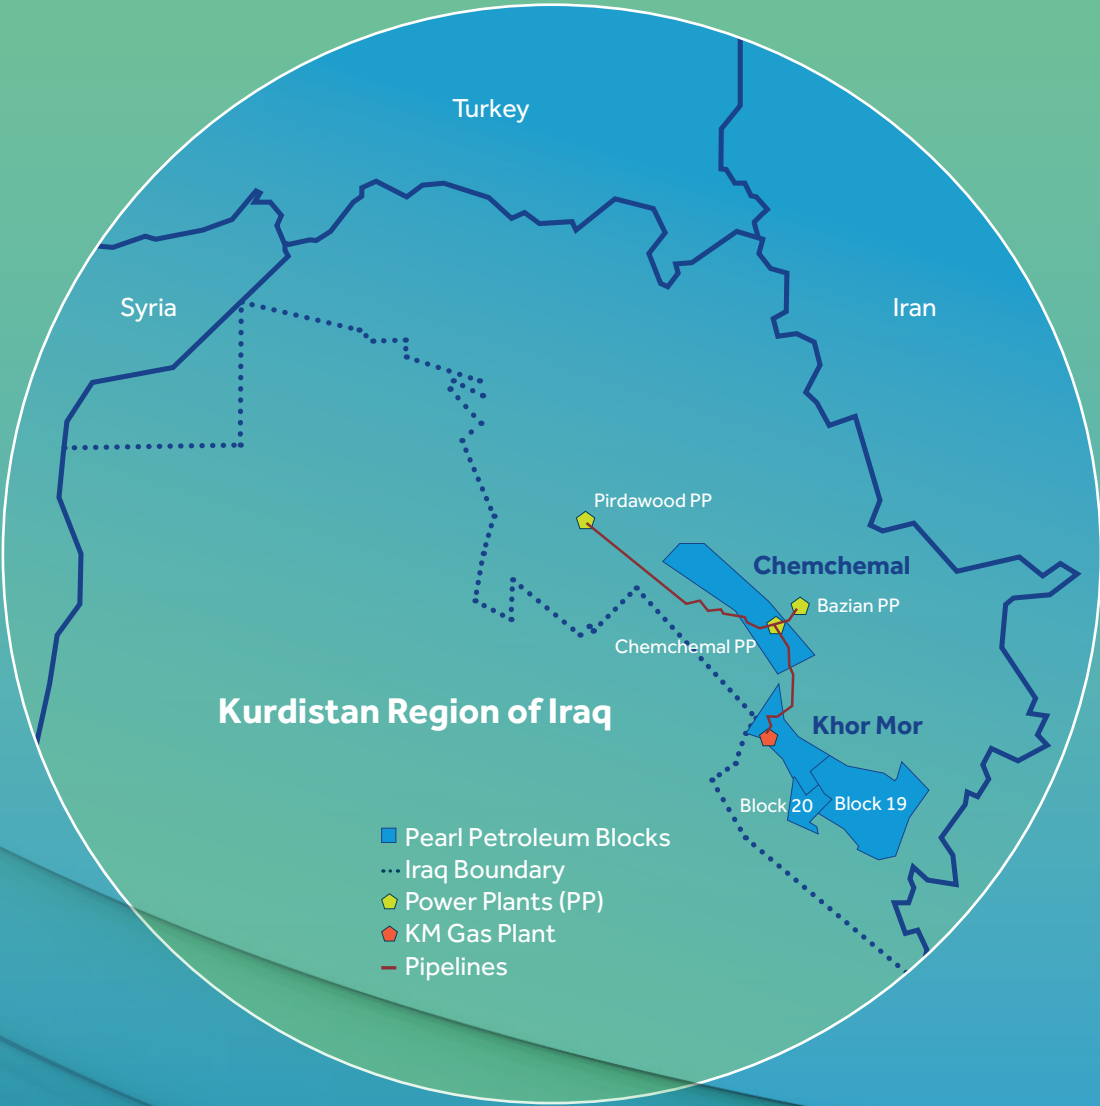 Turkey
Syria
Iran
Pirdawood PP
Chemchemal
Bazian PP
Chemchemal PP
Kurdistan Region of Iraq
Khor Mor
Block 20
Block 19
Pearl Petroleum Blocks
Iraq Boundary
Power Plants (PP)
KM Gas Plant
Pipelines